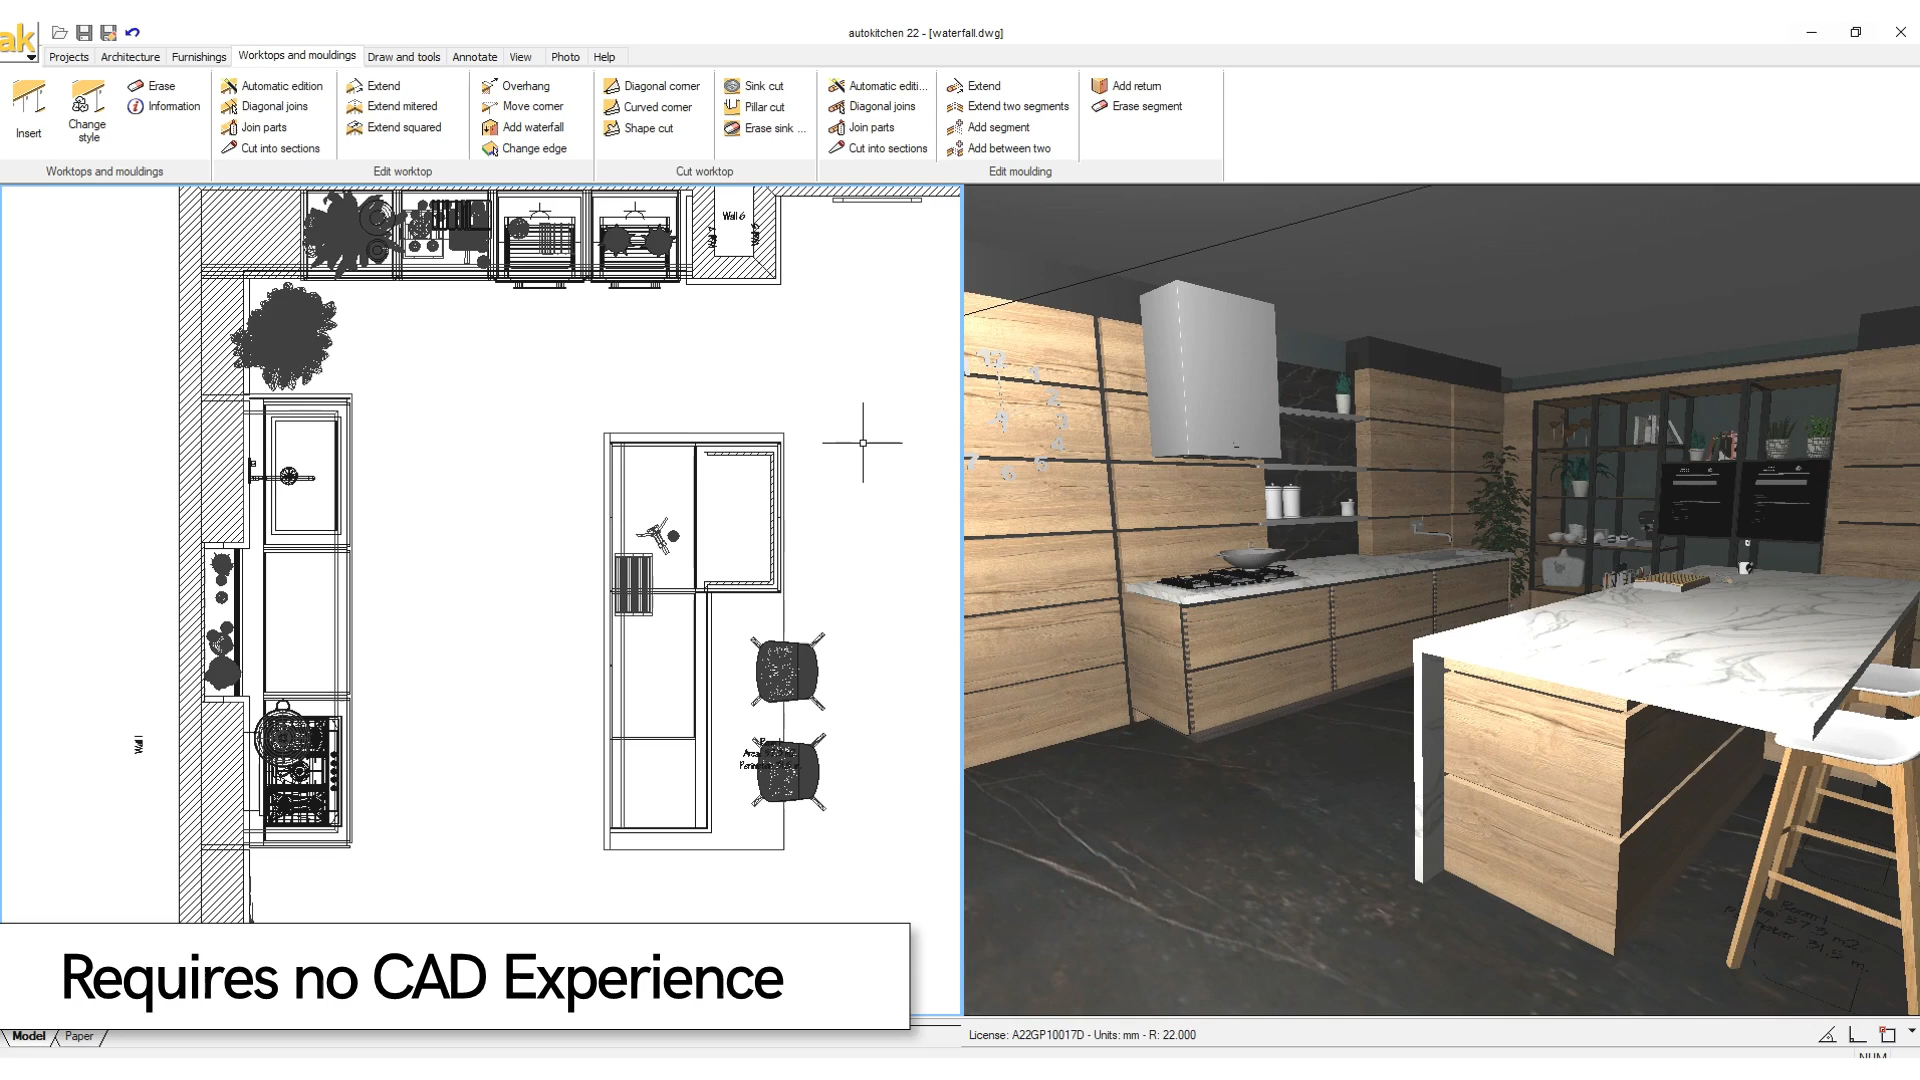 ak
autokitchen 22 - [waterfall.dwg]
Projects Architecture Furnishings Worktops and mouldings Draw and tools Annotate View Photo Help
Insert
Change style
Erase
Information
Worktops and mouldings
Automatic edition
Diagonal joins
Join parts
Cut into sections
Extend
Extend mitered
Extend squared
Overhang
Move corner
Add waterfall
Change edge
Edit worktop
Diagonal corner
Curved corner
Shape cut
Sink cut
Pillar cut
Erase sink ...
Cut worktop
Automatic editi...
Diagonal joins
Join parts
Cut into sections
Extend
Extend two segments
Add segment
Add between two
Add return
Erase segment
Edit moulding
Wall 6
Wall 1
Requires no CAD Experience
Model Paper
License: A22GP10017D - Units: mm - R: 22.000
NUM